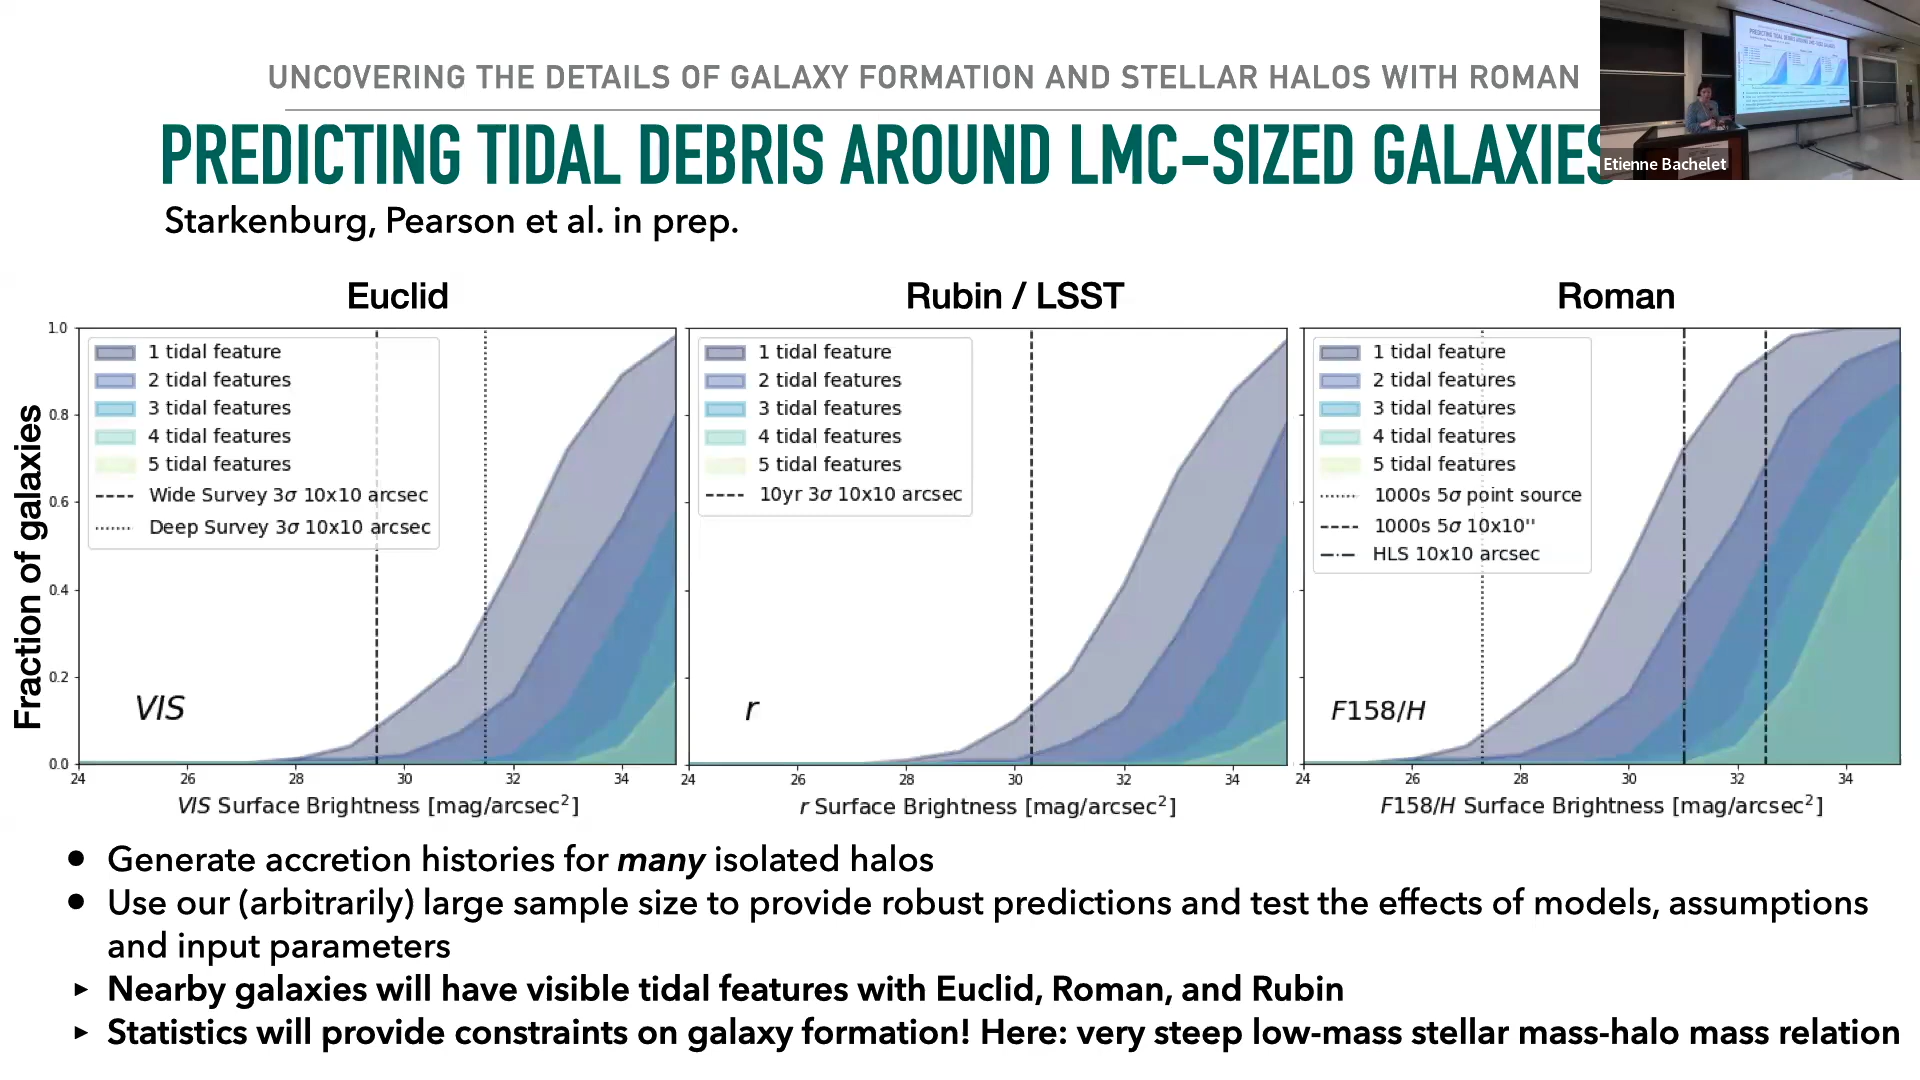 UNCOVERING THE DETAILS OF GALAXY FORMATION AND STELLAR HALOS WITH ROMAN
PREDICTING TIDAL DEBRIS AROUND LMC-SIZED GALAXIES
Etienne Bachelet
Starkenburg, Pearson et al. in prep.
Euclid
Fraction of galaxies
1.0
0.8
0.6
0.4
0.2
0.0
1 tidal feature
2 tidal features
3 tidal features
4 tidal features
5 tidal features
Wide Survey 3σ 10x10 arcsec
Deep Survey 3σ 10x10 arcsec
VIS
24 26 28 30 32 34
VIS Surface Brightness [mag/arcsec²]
Rubin / LSST
1 tidal feature
2 tidal features
3 tidal features
4 tidal features
5 tidal features
10yr 3σ 10x10 arcsec
r
24 26 28 30 32 34
r Surface Brightness [mag/arcsec²]
Roman
1 tidal feature
2 tidal features
3 tidal features
4 tidal features
5 tidal features
1000s 5σ point source
1000s 5σ 10x10''
HLS 10x10 arcsec
F158/H
24 26 28 30 32 34
F158/H Surface Brightness [mag/arcsec²]
• Generate accretion histories for many isolated halos
• Use our (arbitrarily) large sample size to provide robust predictions and test the effects of models, assumptions
and input parameters
▸ Nearby galaxies will have visible tidal features with Euclid, Roman, and Rubin
▸ Statistics will provide constraints on galaxy formation! Here: very steep low-mass stellar mass-halo mass relation